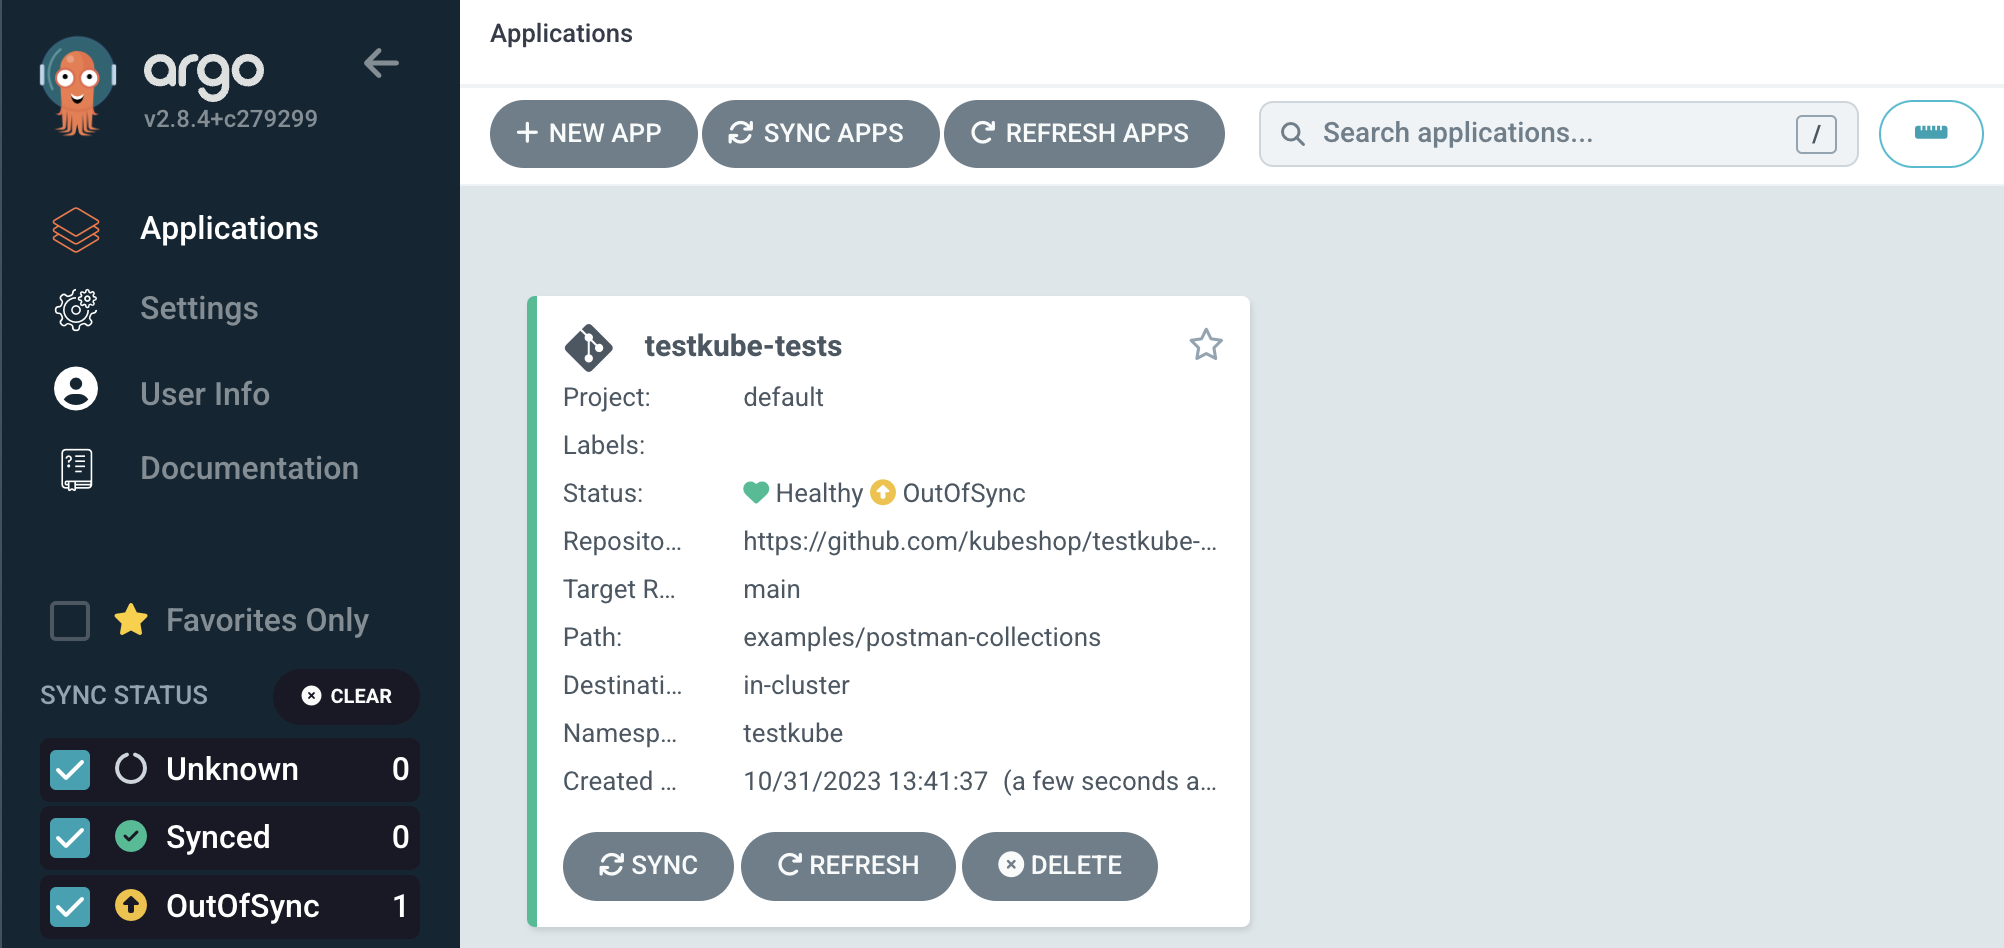 argo
v2.8.4+c279299
Applications
Settings
User Info
Documentation
Favorites Only
SYNC STATUS
CLEAR
Unknown 0
Synced 0
OutOfSync 1
Applications
NEW APP
SYNC APPS
REFRESH APPS
Search applications...
/
testkube-tests
Project: default
Labels:
Status: Healthy OutOfSync
Reposito... https://github.com/kubeshop/testkube-...
Target R... main
Path: examples/postman-collections
Destinati... in-cluster
Namesp... testkube
Created ... 10/31/2023 13:41:37 (a few seconds a...
SYNC
REFRESH
DELETE